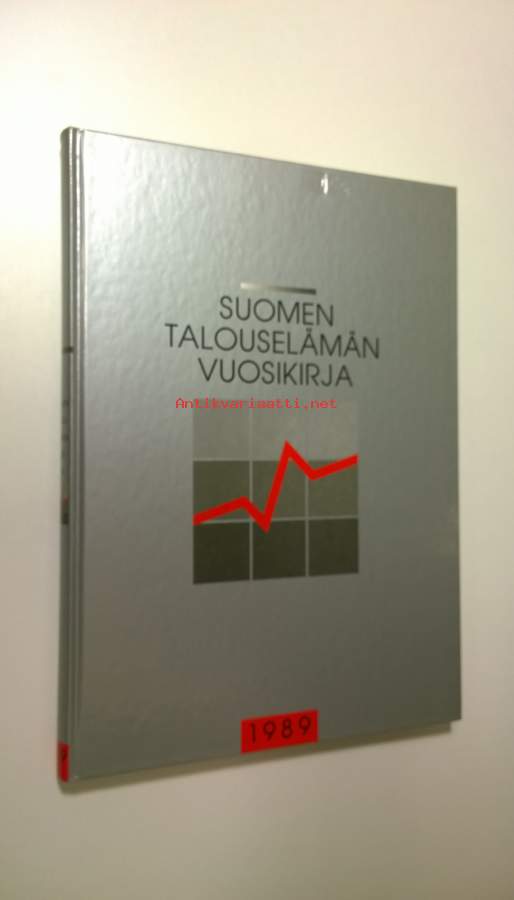 SUOMEN
TALOUSELÄMÄN
VUOSIKIRJA
Antikvariaatti.net
1989